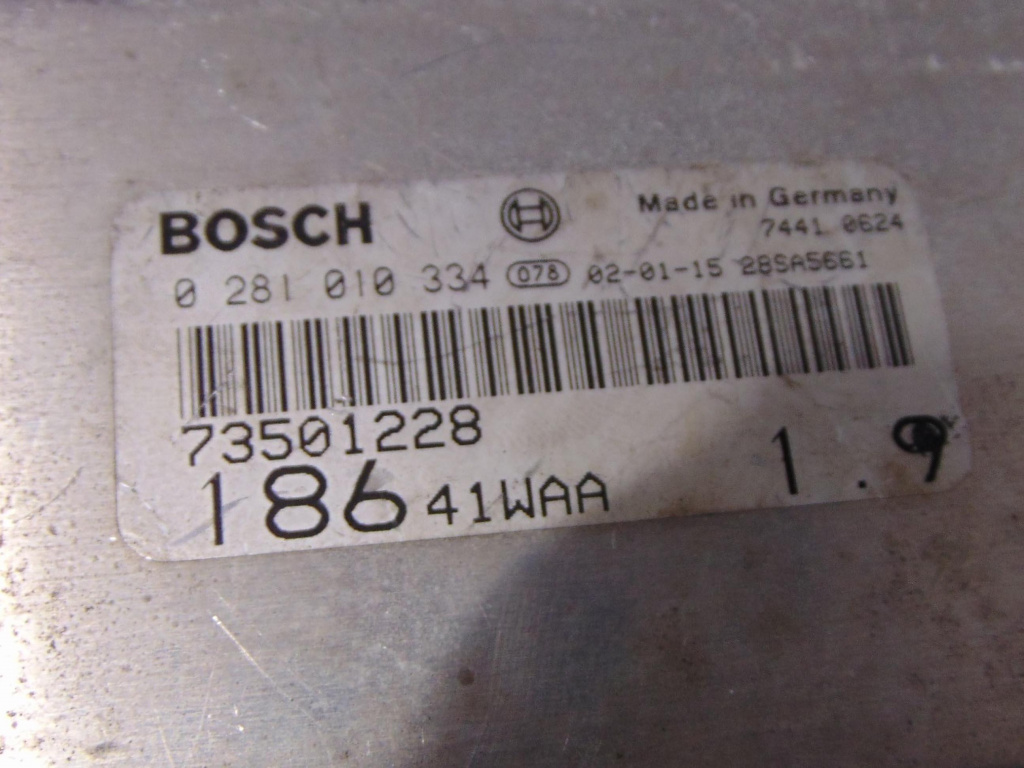 BOSCH
Made in Germany
7441 0624
0 281 010 334 078 02-01-15 28SA5661
73501228
186 41WAA 1.9